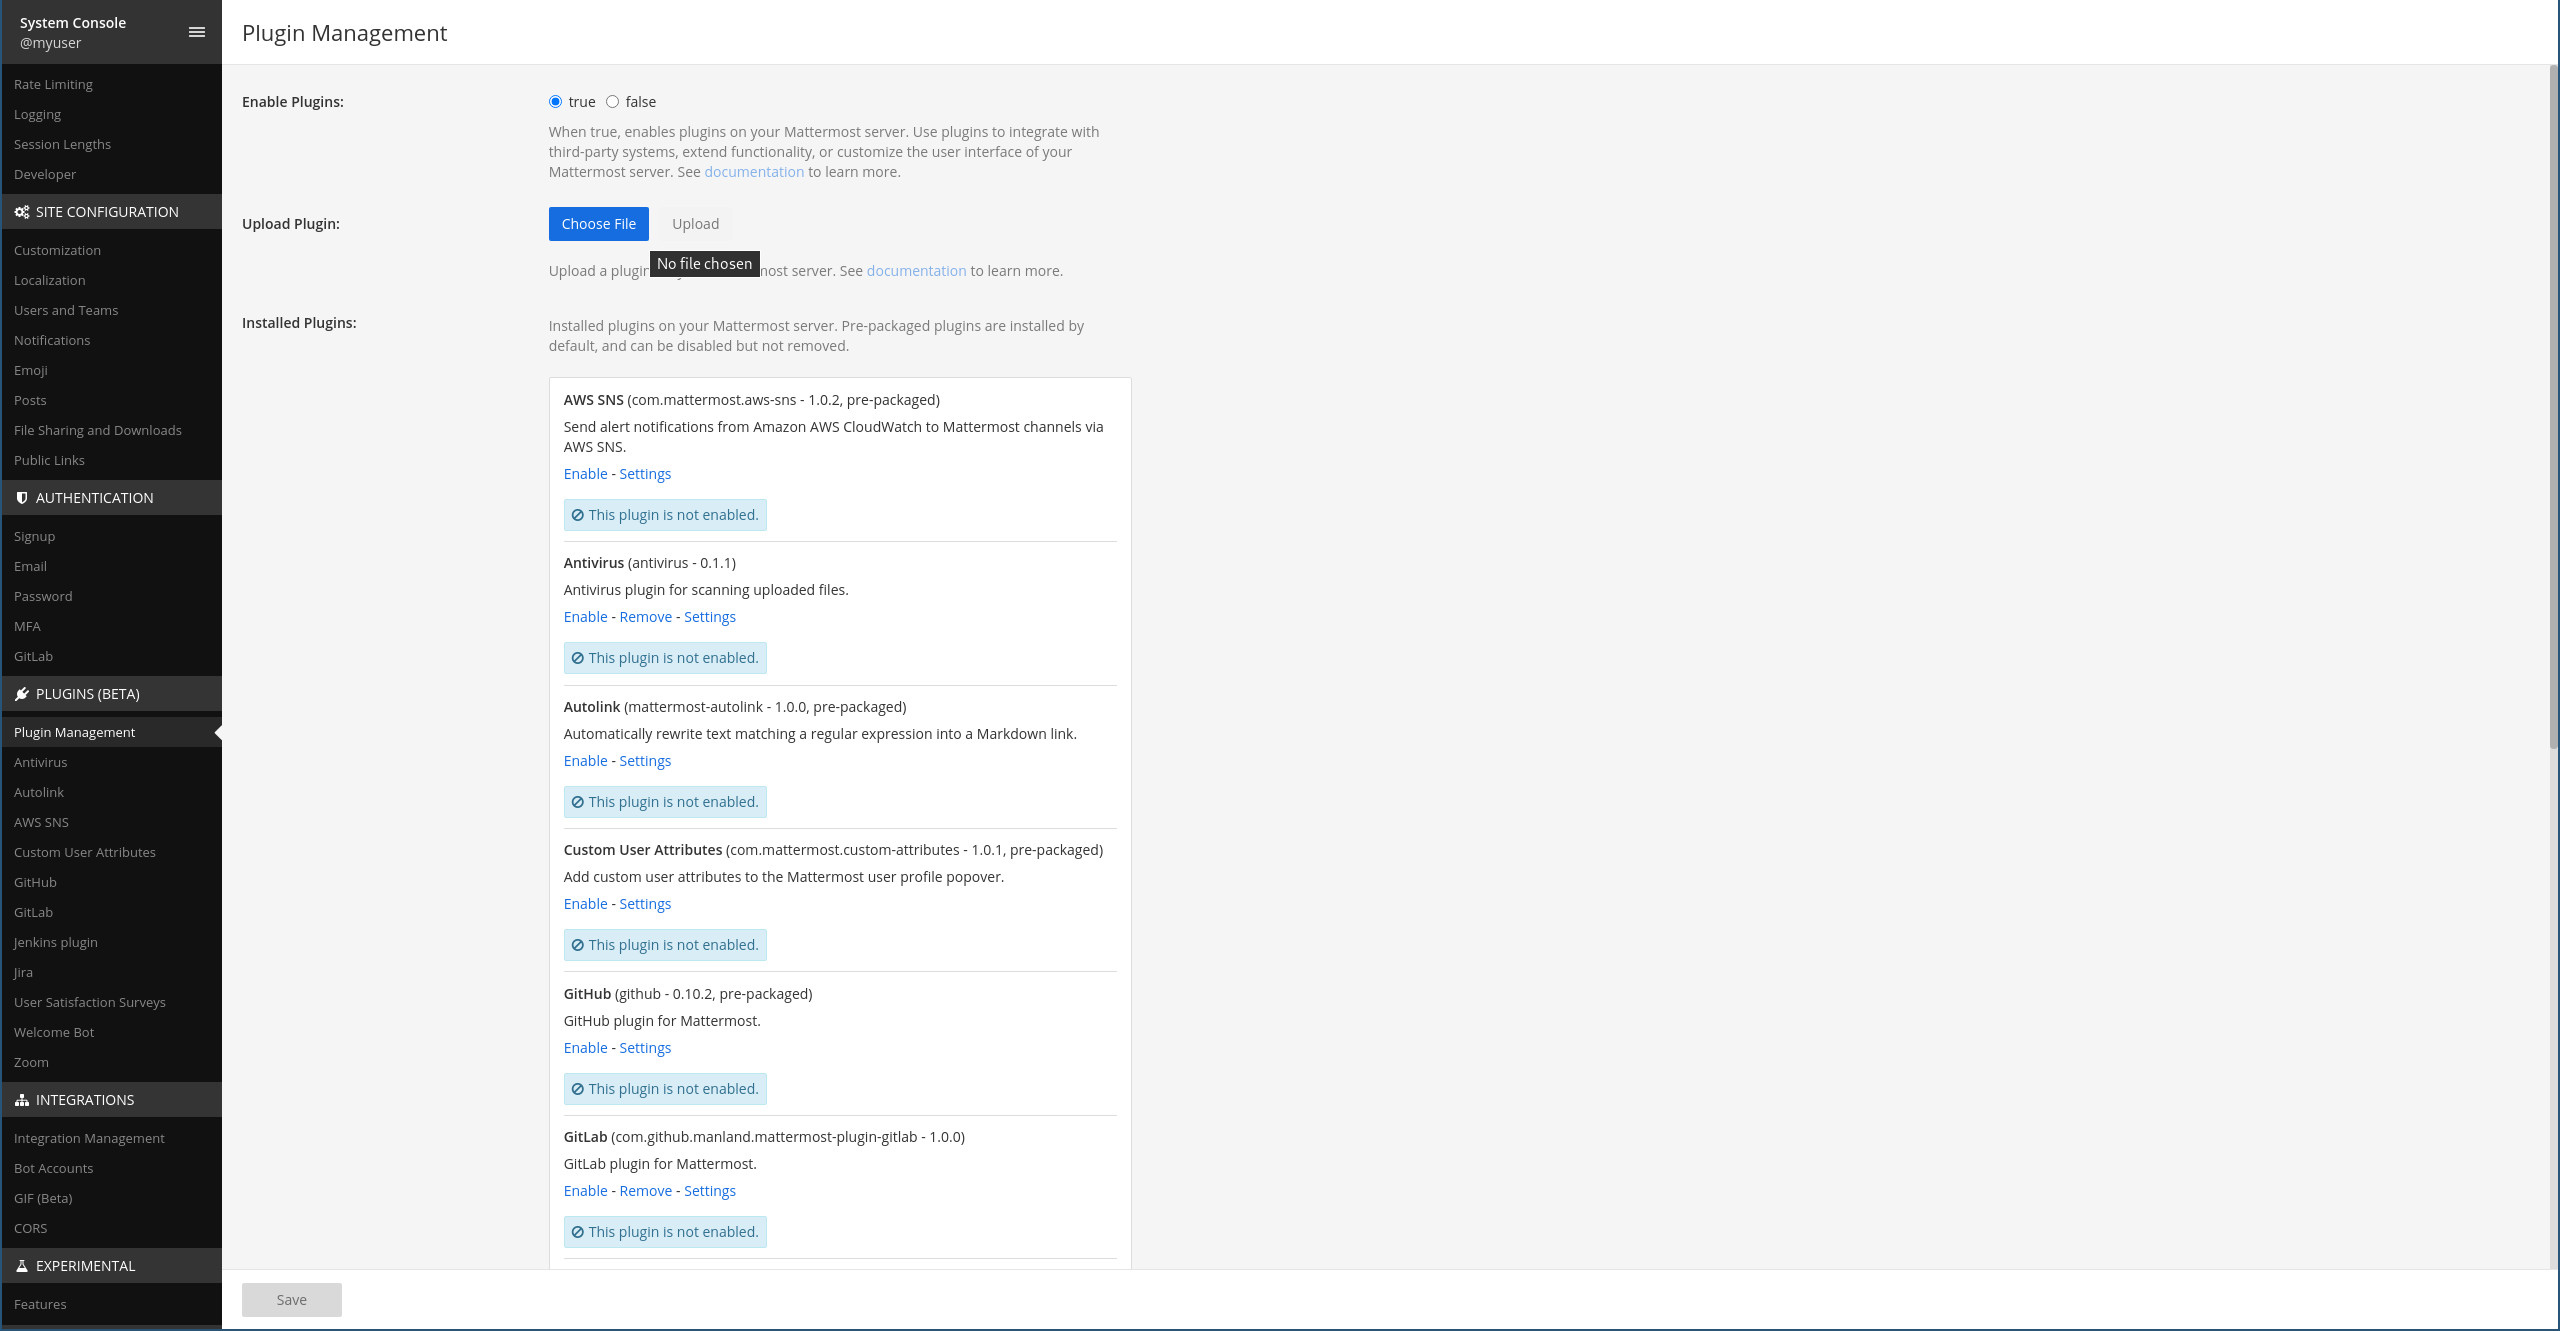 System Console
@myuser
Rate Limiting
Logging
Session Lengths
Developer
SITE CONFIGURATION
Customization
Localization
Users and Teams
Notifications
Emoji
Posts
File Sharing and Downloads
Public Links
AUTHENTICATION
Signup
Email
Password
MFA
GitLab
PLUGINS (BETA)
Plugin Management
Antivirus
Autolink
AWS SNS
Custom User Attributes
GitHub
GitLab
Jenkins plugin
Jira
User Satisfaction Surveys
Welcome Bot
Zoom
INTEGRATIONS
Integration Management
Bot Accounts
GIF (Beta)
CORS
EXPERIMENTAL
Features
Plugin Management
Enable Plugins:
true false
When true, enables plugins on your Mattermost server. Use plugins to integrate with
third-party systems, extend functionality, or customize the user interface of your
Mattermost server. See documentation to learn more.
Upload Plugin:
Choose File Upload
No file chosen
Upload a plugin most server. See documentation to learn more.
Installed Plugins:
Installed plugins on your Mattermost server. Pre-packaged plugins are installed by
default, and can be disabled but not removed.
AWS SNS (com.mattermost.aws-sns - 1.0.2, pre-packaged)
Send alert notifications from Amazon AWS CloudWatch to Mattermost channels via
AWS SNS.
Enable - Settings
This plugin is not enabled.
Antivirus (antivirus - 0.1.1)
Antivirus plugin for scanning uploaded files.
Enable - Remove - Settings
This plugin is not enabled.
Autolink (mattermost-autolink - 1.0.0, pre-packaged)
Automatically rewrite text matching a regular expression into a Markdown link.
Enable - Settings
This plugin is not enabled.
Custom User Attributes (com.mattermost.custom-attributes - 1.0.1, pre-packaged)
Add custom user attributes to the Mattermost user profile popover.
Enable - Settings
This plugin is not enabled.
GitHub (github - 0.10.2, pre-packaged)
GitHub plugin for Mattermost.
Enable - Settings
This plugin is not enabled.
GitLab (com.github.manland.mattermost-plugin-gitlab - 1.0.0)
GitLab plugin for Mattermost.
Enable - Remove - Settings
This plugin is not enabled.
Save